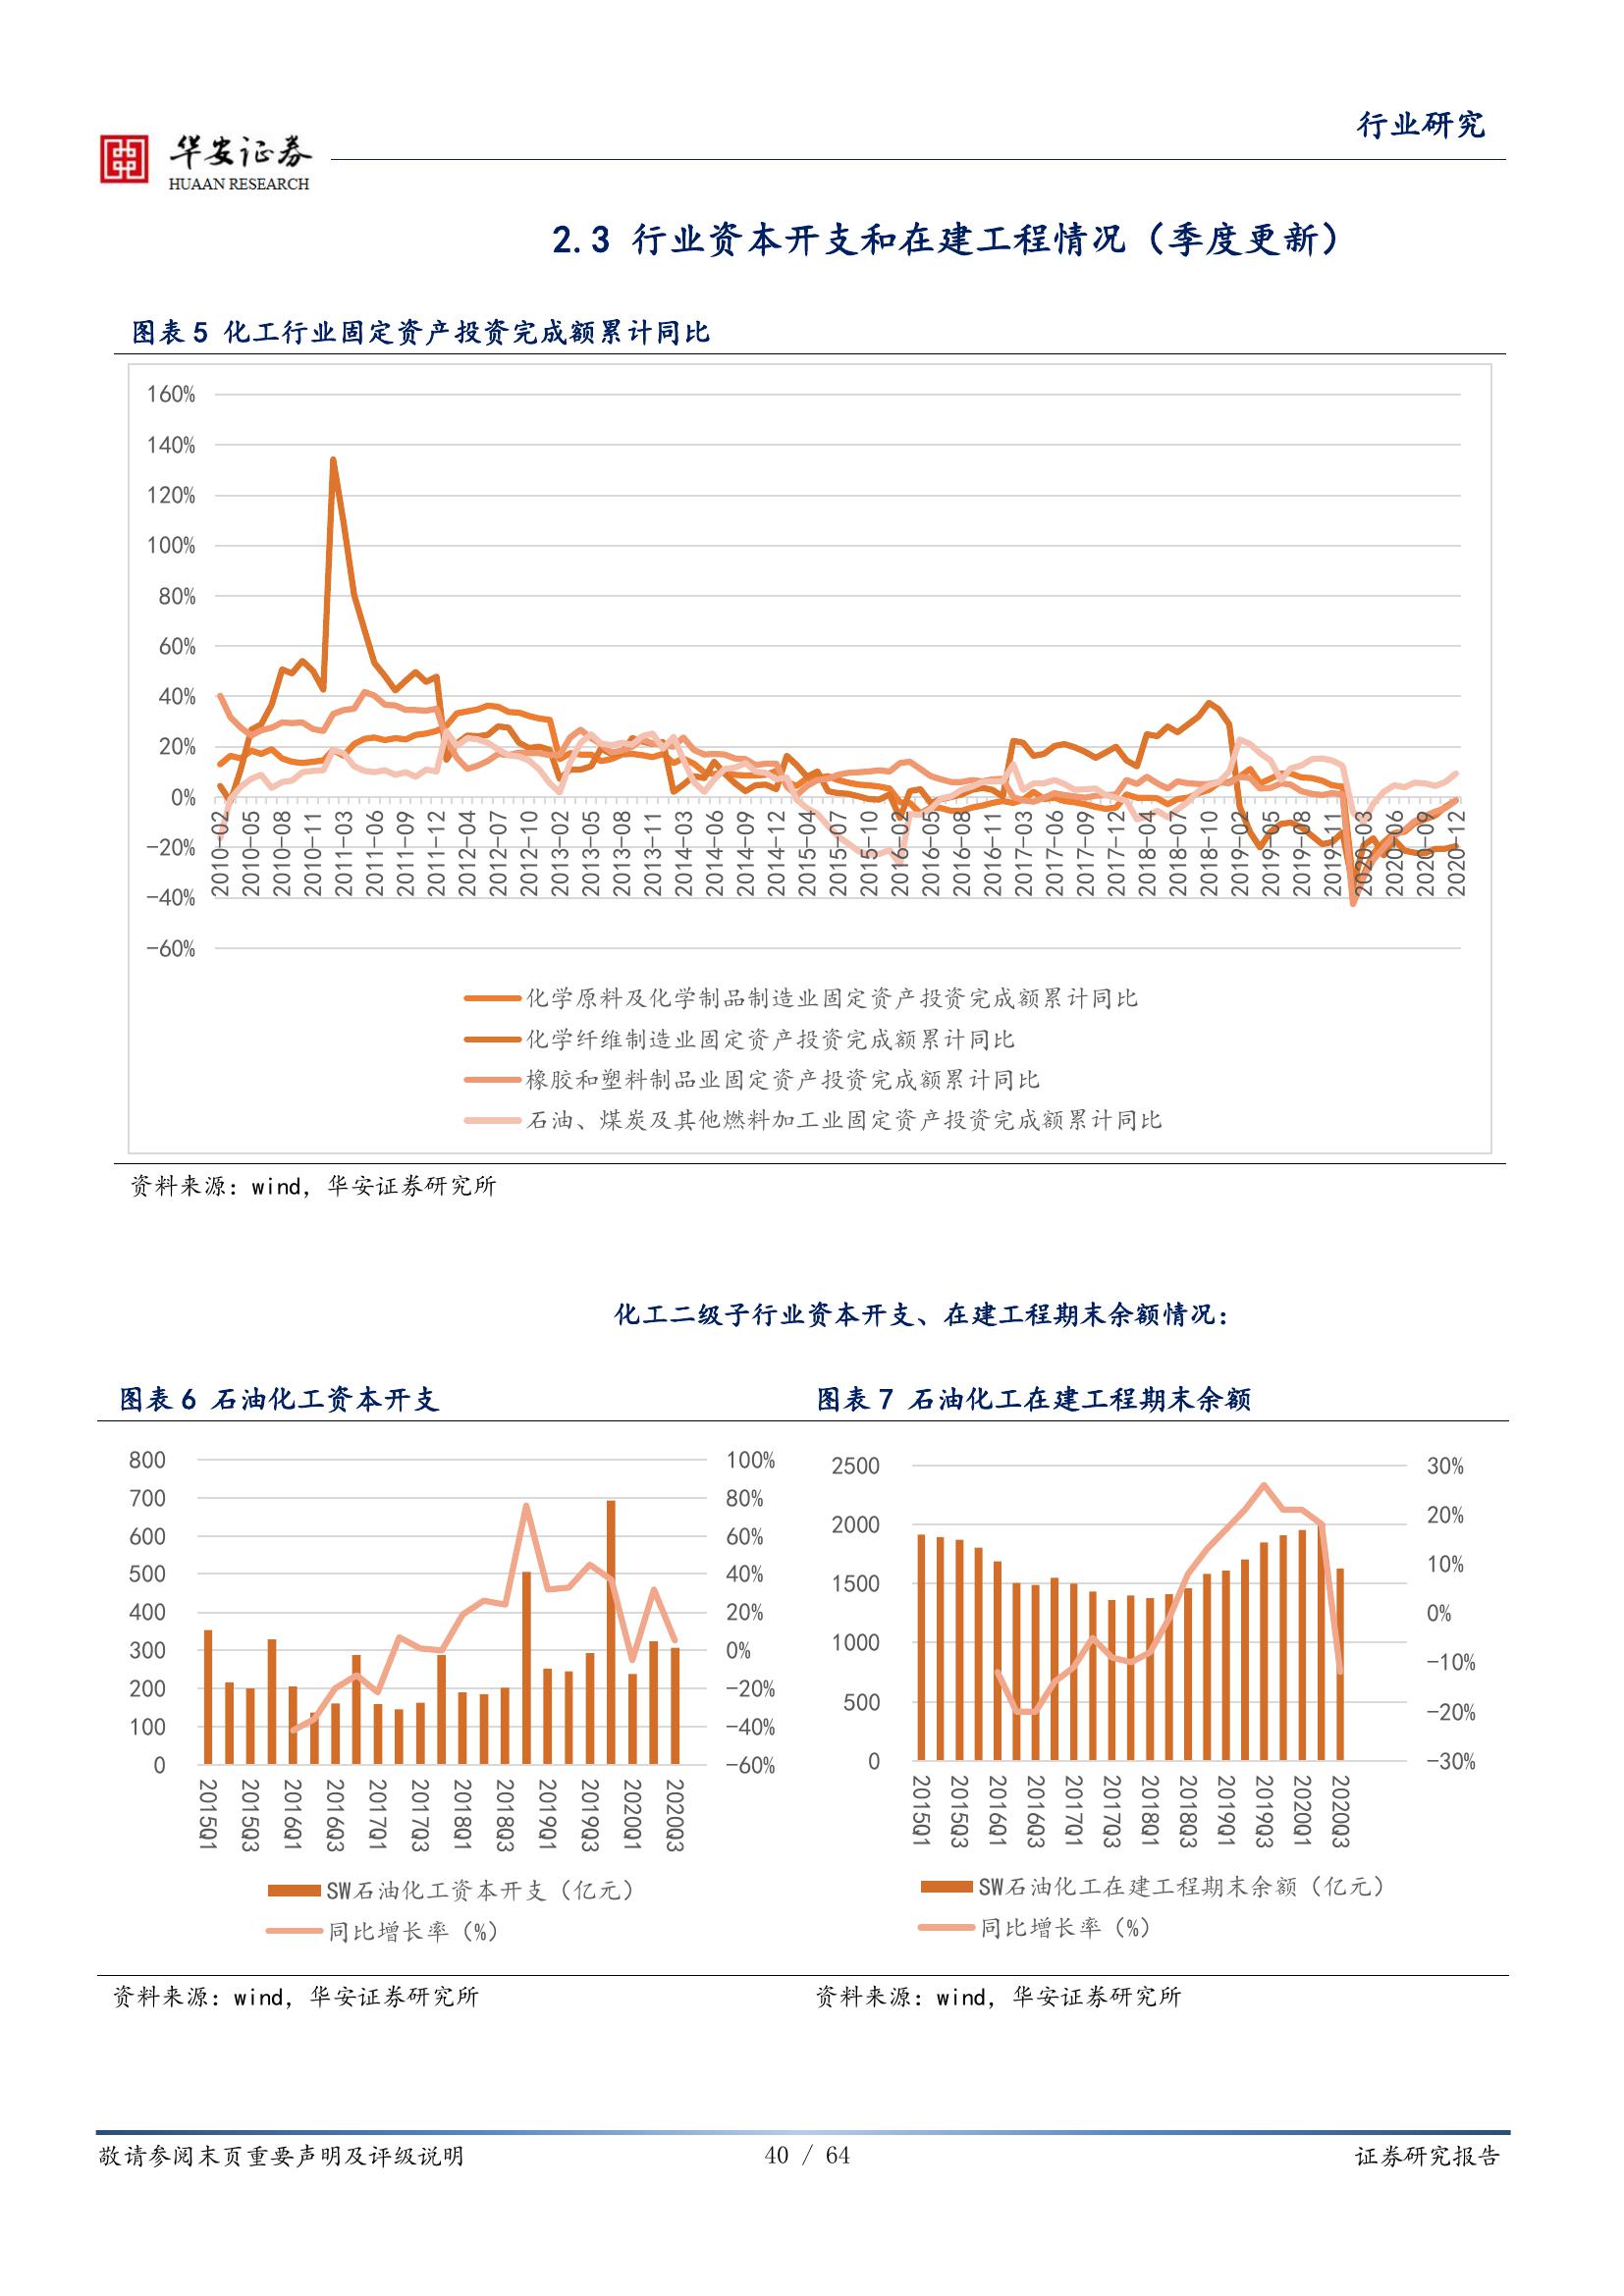 行业研究
华安证券
HUAAN RESEARCH
2.3 行业资本开支和在建工程情况（季度更新）
图表 5 化工行业固定资产投资完成额累计同比
160%
140%
120%
100%
80%
60%
40%
20%
0%
-20%
-40%
-60%
2010-02 2010-05 2010-08 2010-11 2011-03 2011-06 2011-09 2011-12 2012-04 2012-07 2012-10 2013-02 2013-05 2013-08 2013-11 2014-03 2014-06 2014-09 2014-12 2015-04 2015-07 2015-10 2016-02 2016-05 2016-08 2016-11 2017-03 2017-06 2017-09 2017-12 2018-04 2018-07 2018-10 2019-02 2019-05 2019-08 2019-11 2020-03 2020-06 2020-09 2020-12
化学原料及化学制品制造业固定资产投资完成额累计同比
化学纤维制造业固定资产投资完成额累计同比
橡胶和塑料制品业固定资产投资完成额累计同比
石油、煤炭及其他燃料加工业固定资产投资完成额累计同比
资料来源：wind，华安证券研究所
化工二级子行业资本开支、在建工程期末余额情况：
图表 6 石油化工资本开支
800
700
600
500
400
300
200
100
0
100%
80%
60%
40%
20%
0%
-20%
-40%
-60%
2015Q1 2015Q3 2016Q1 2016Q3 2017Q1 2017Q3 2018Q1 2018Q3 2019Q1 2019Q3 2020Q1 2020Q3
SW石油化工资本开支（亿元）
同比增长率（%）
资料来源：wind，华安证券研究所
图表 7 石油化工在建工程期末余额
2500
2000
1500
1000
500
0
30%
20%
10%
0%
-10%
-20%
-30%
2015Q1 2015Q3 2016Q1 2016Q3 2017Q1 2017Q3 2018Q1 2018Q3 2019Q1 2019Q3 2020Q1 2020Q3
SW石油化工在建工程期末余额（亿元）
同比增长率（%）
资料来源：wind，华安证券研究所
敬请参阅末页重要声明及评级说明
40 / 64
证券研究报告